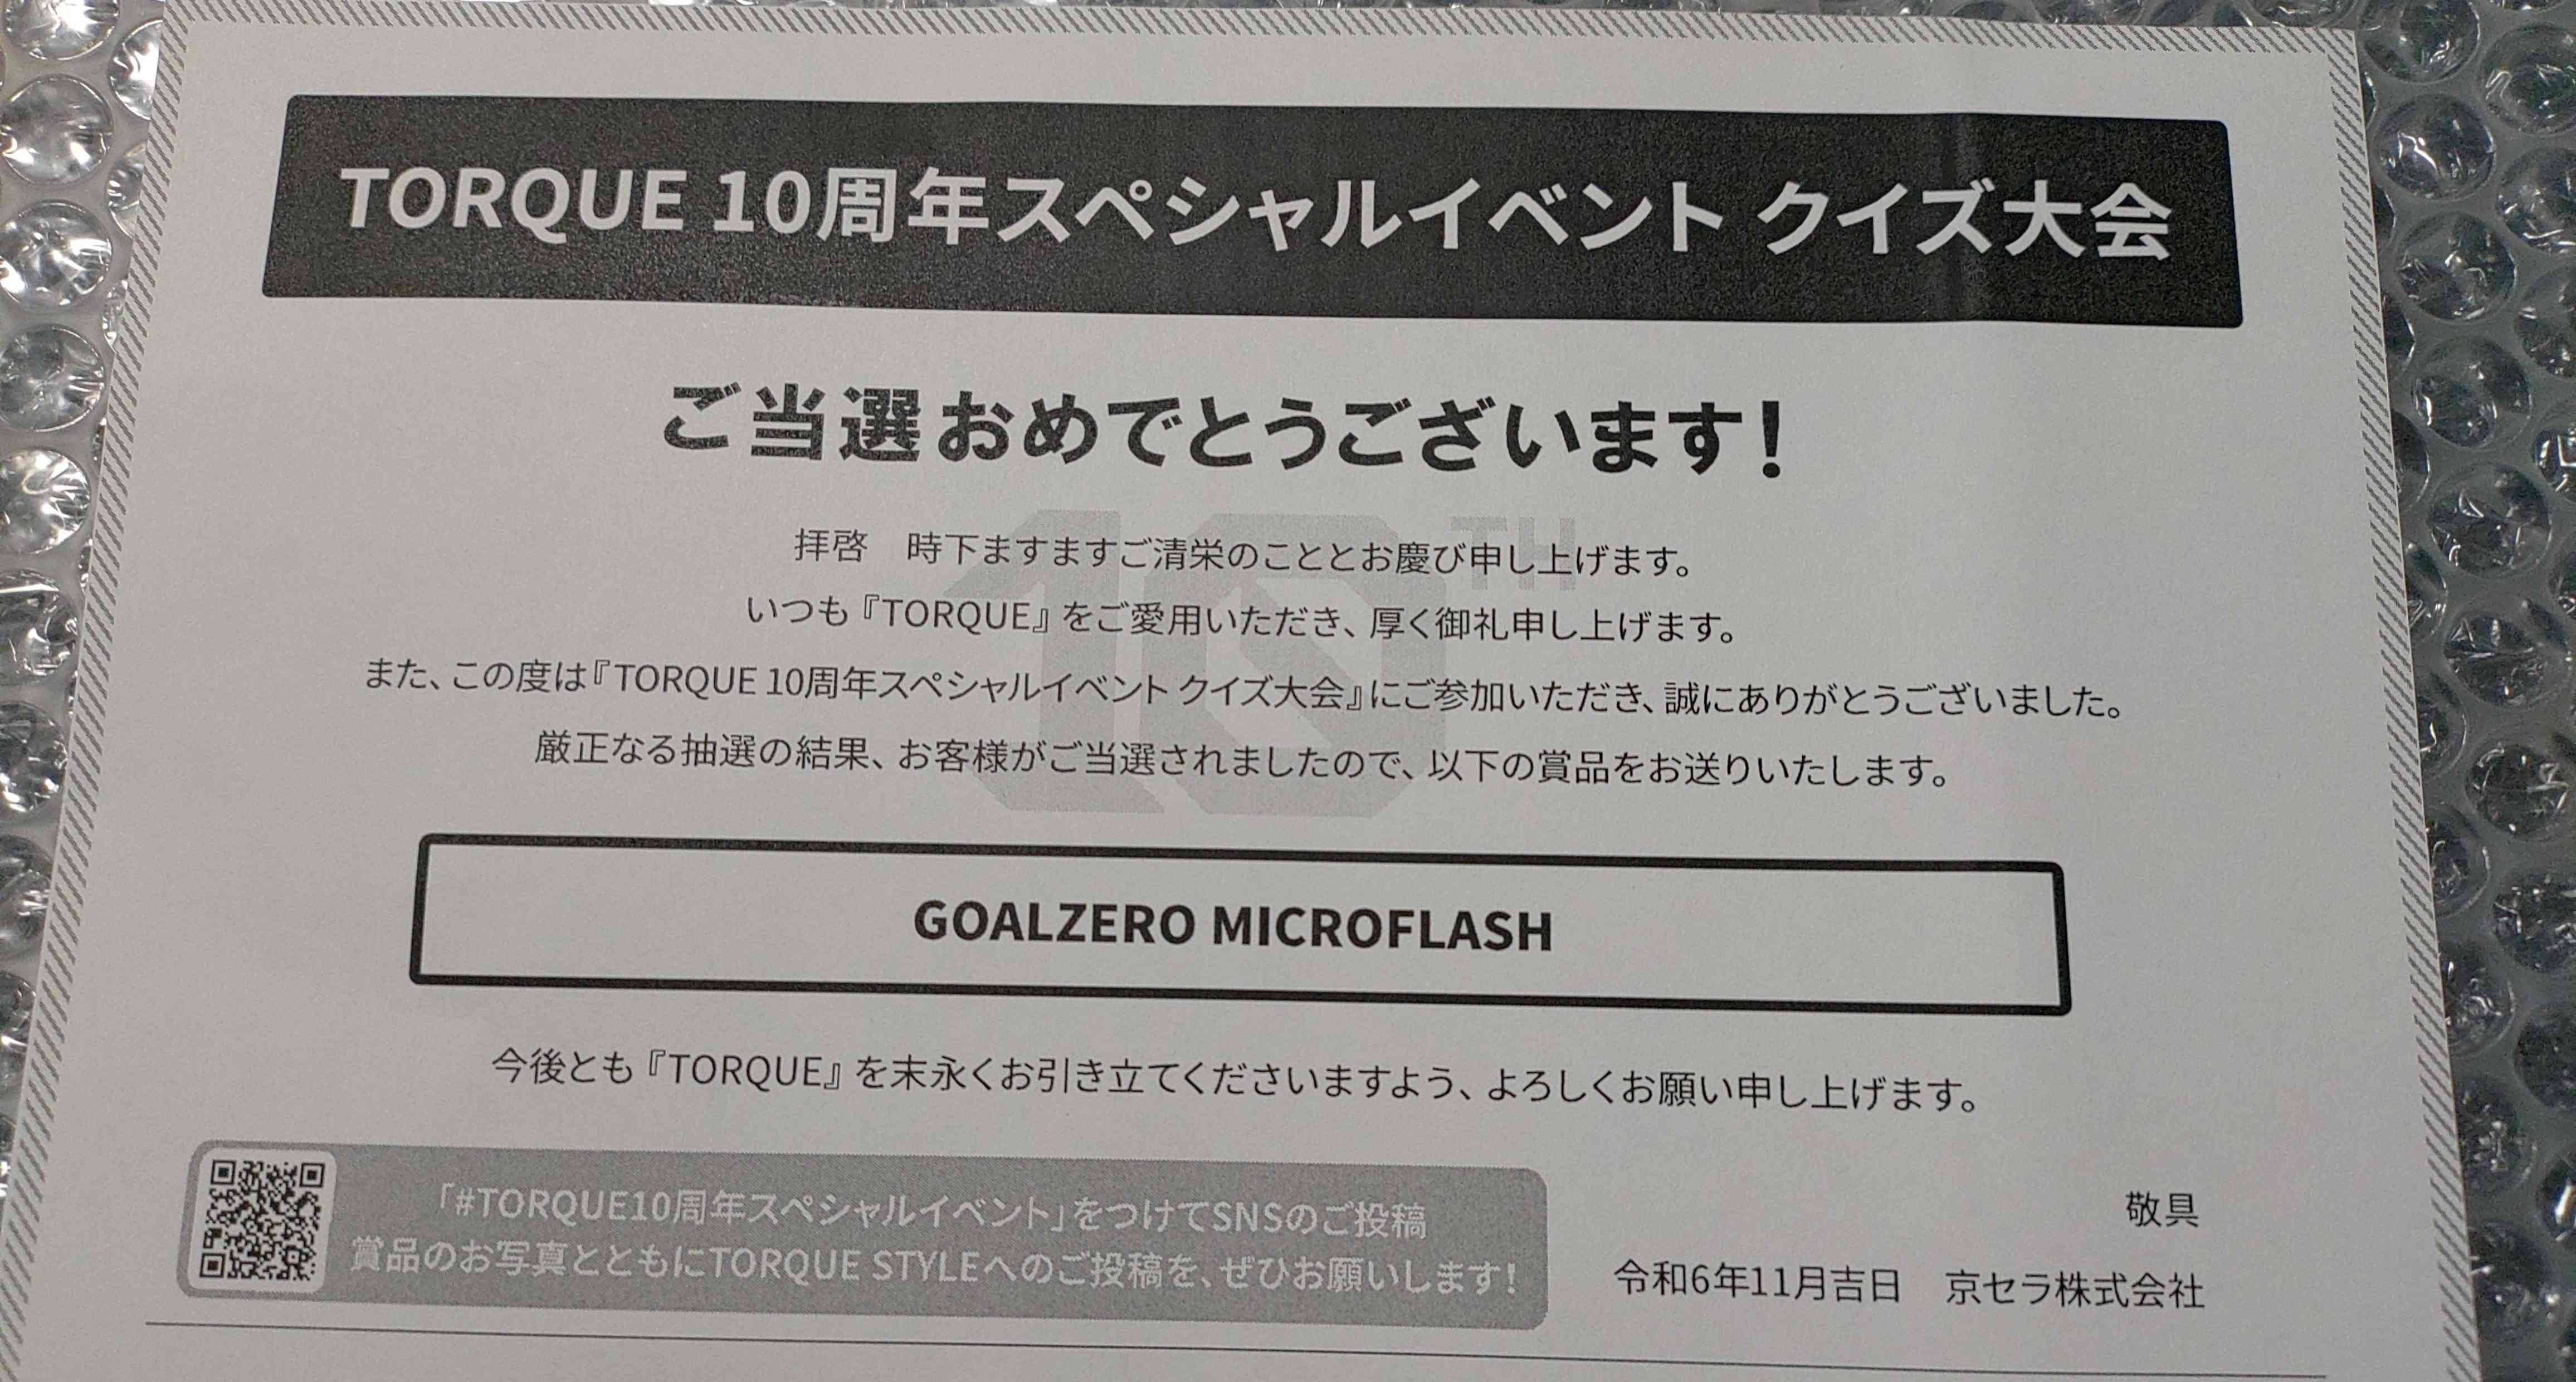 TORQUE 10周年スペシャルイベント クイズ大会
ご当選おめでとうございます!
10TH
拝啓　時下ますますご清栄のこととお慶び申し上げます。
いつも『TORQUE』をご愛用いただき、厚く御礼申し上げます。
また、この度は『TORQUE 10周年スペシャルイベント クイズ大会』にご参加いただき、誠にありがとうございました。
厳正なる抽選の結果、お客様がご当選されましたので、以下の賞品をお送りいたします。
GOALZERO MICROFLASH
今後とも『TORQUE』を末永くお引き立てくださいますよう、よろしくお願い申し上げます。
「#TORQUE10周年スペシャルイベント」をつけてSNSのご投稿
賞品のお写真とともにTORQUE STYLEへのご投稿を、ぜひお願いします!
敬具
令和6年11月吉日　京セラ株式会社